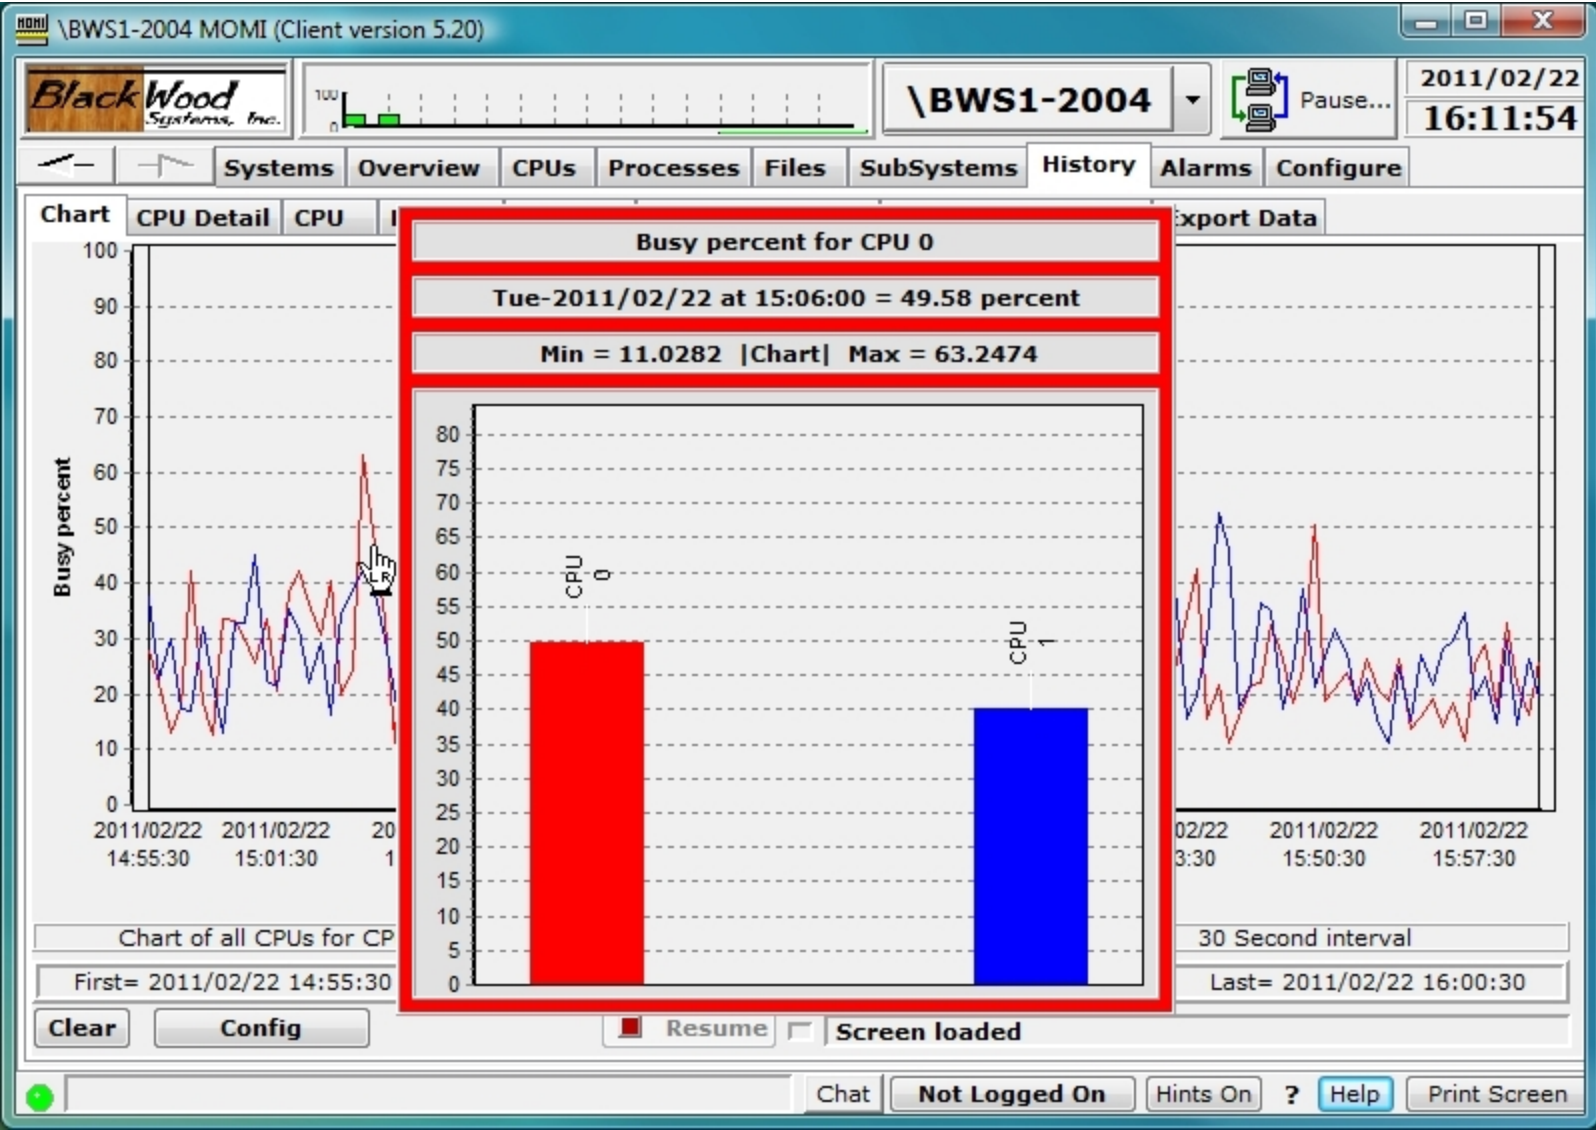 MOMI \BWS1-2004 MOMI (Client version 5.20)
BlackWood
Systems, Inc.
100
0
\BWS1-2004
Pause...
2011/02/22
16:11:54
Systems Overview CPUs Processes Files SubSystems History Alarms Configure
Chart CPU Detail CPU Export Data
Busy percent for CPU 0
Tue-2011/02/22 at 15:06:00 = 49.58 percent
Min = 11.0282 |Chart| Max = 63.2474
Busy percent
100
90
80
70
60
50
40
30
20
10
0
80
75
70
65
60
55
50
45
40
35
30
25
20
15
10
5
0
CPU
0
CPU
1
LR
2011/02/22 2011/02/22 20 02/22 2011/02/22 2011/02/22
14:55:30 15:01:30 1 3:30 15:50:30 15:57:30
Chart of all CPUs for CP 30 Second interval
First= 2011/02/22 14:55:30 Last= 2011/02/22 16:00:30
Clear Config Resume Screen loaded
Chat Not Logged On Hints On ? Help Print Screen